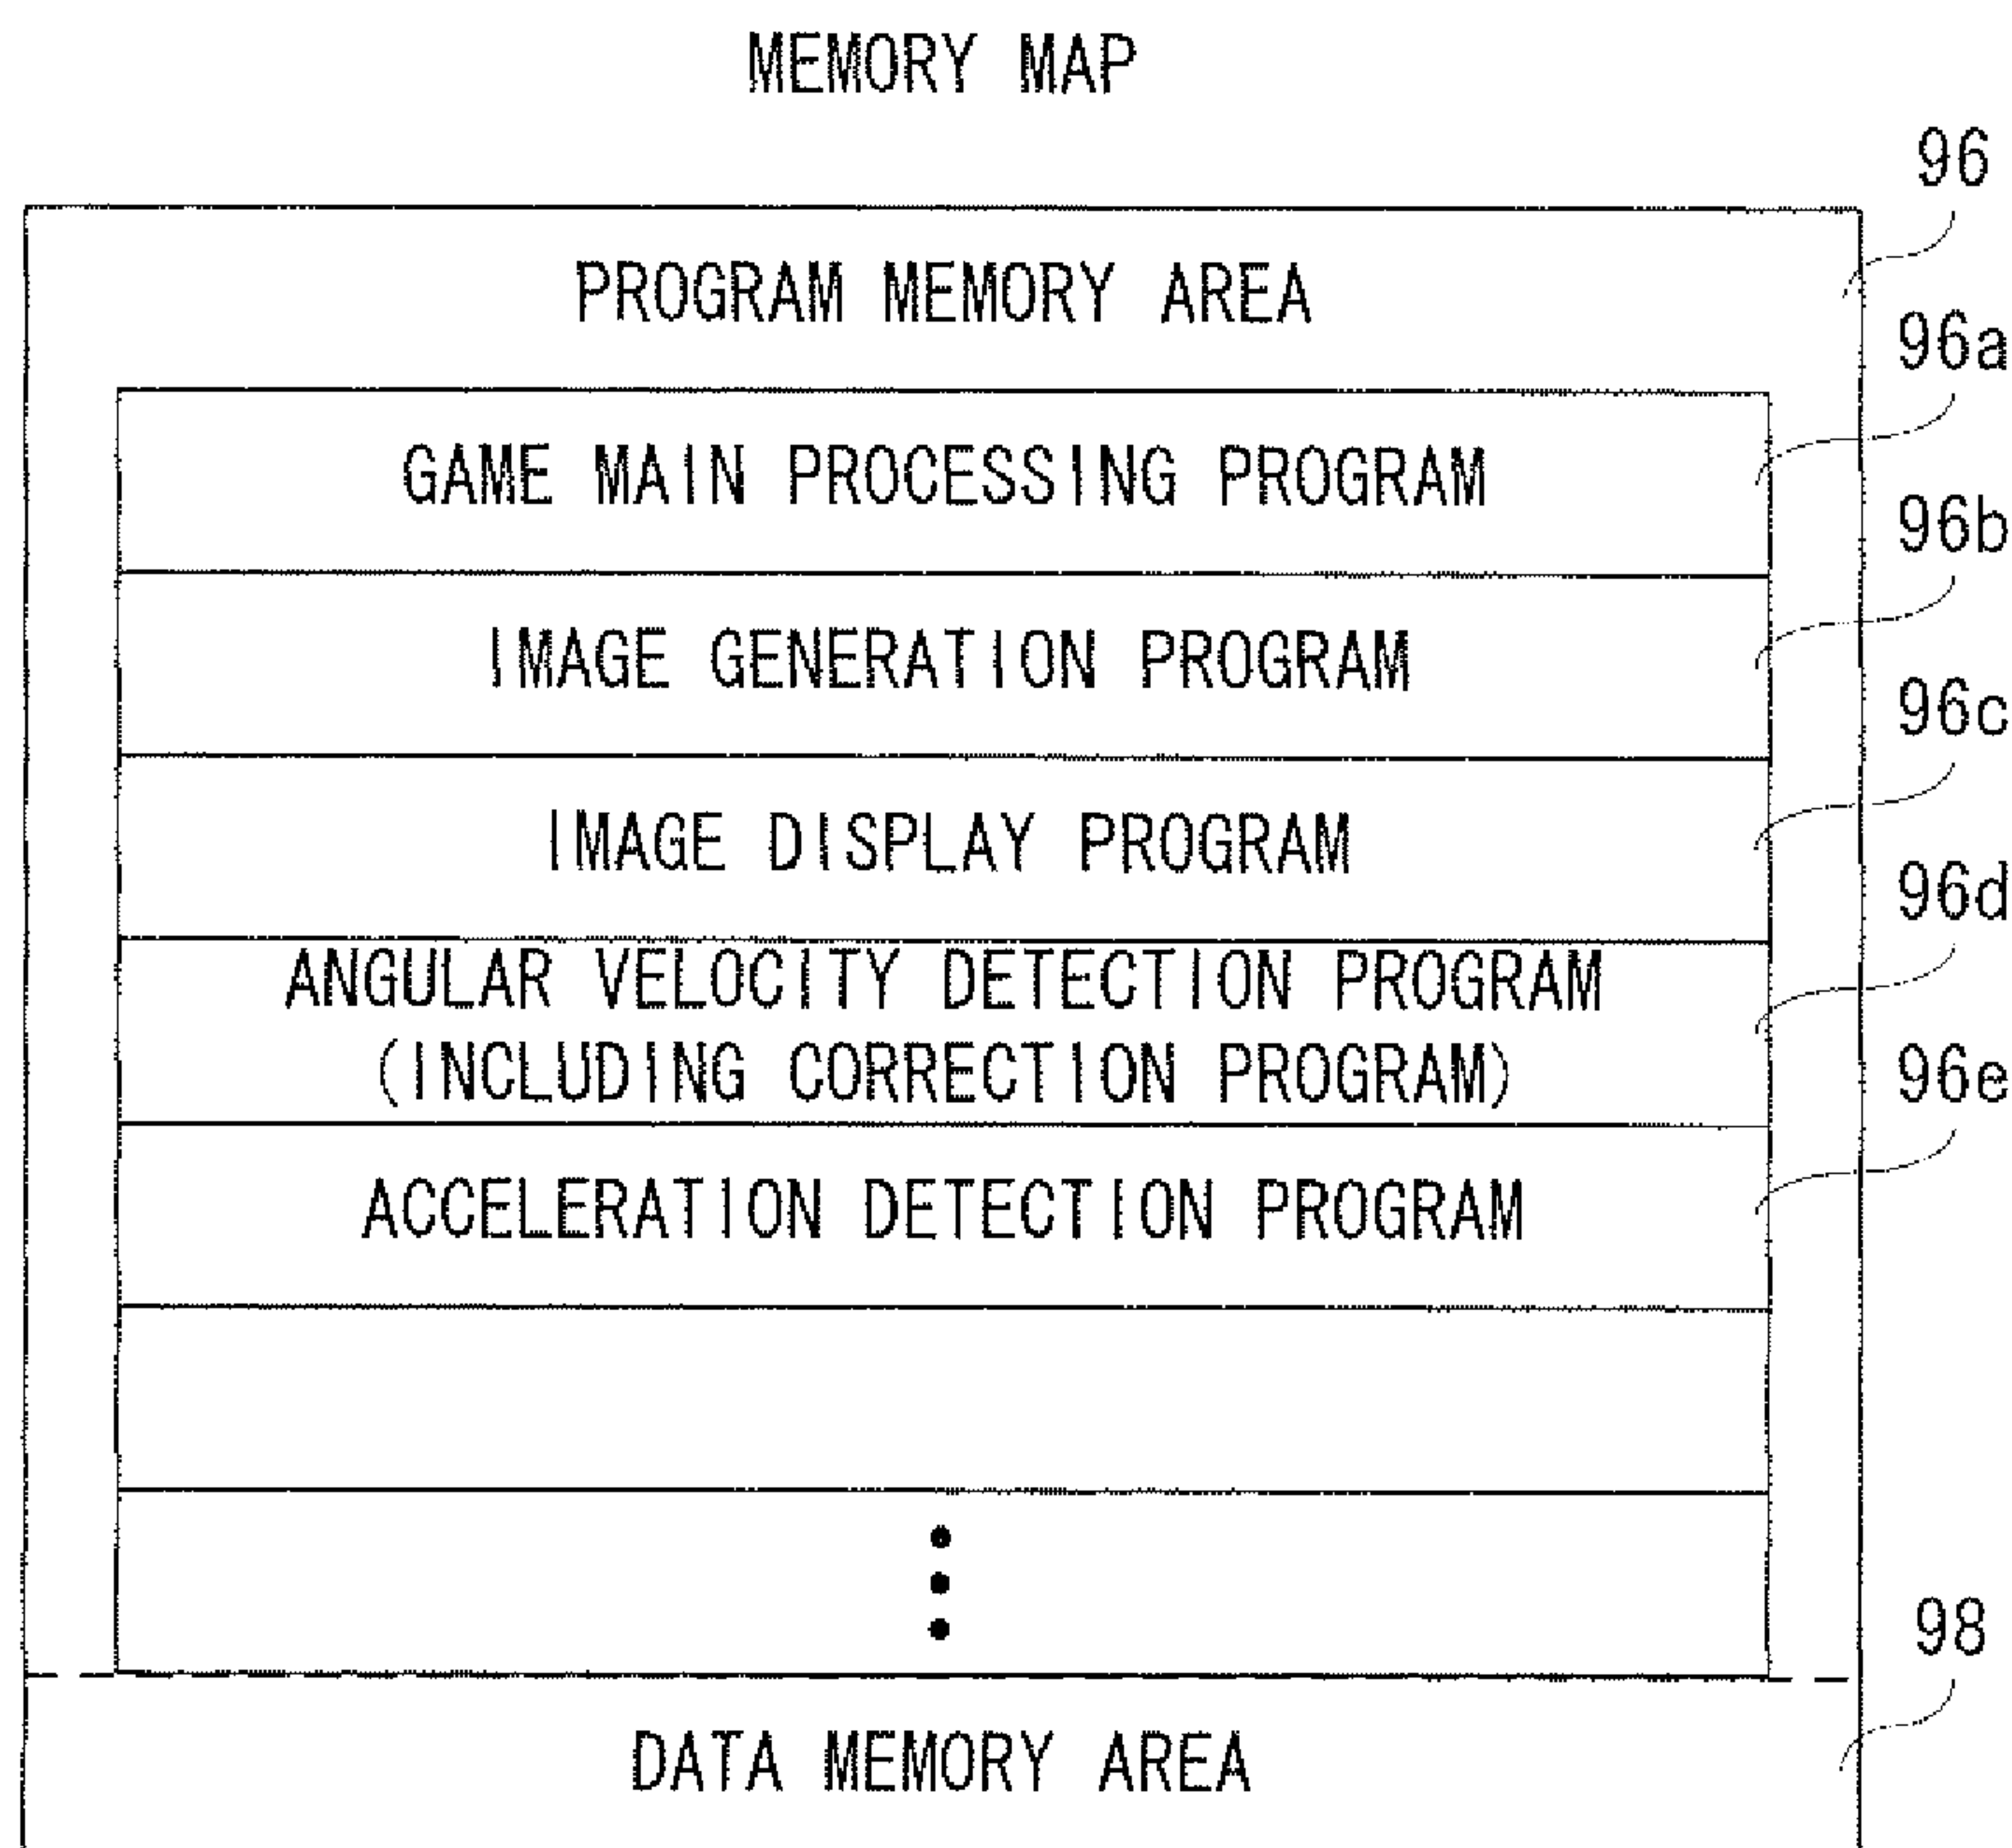 MEMORY MAP
96
PROGRAM MEMORY AREA
96a
GAME MAIN PROCESSING PROGRAM
96b
IMAGE GENERATION PROGRAM
96c
IMAGE DISPLAY PROGRAM
96d
ANGULAR VELOCITY DETECTION PROGRAM
(INCLUDING CORRECTION PROGRAM)
96e
ACCELERATION DETECTION PROGRAM
98
DATA MEMORY AREA